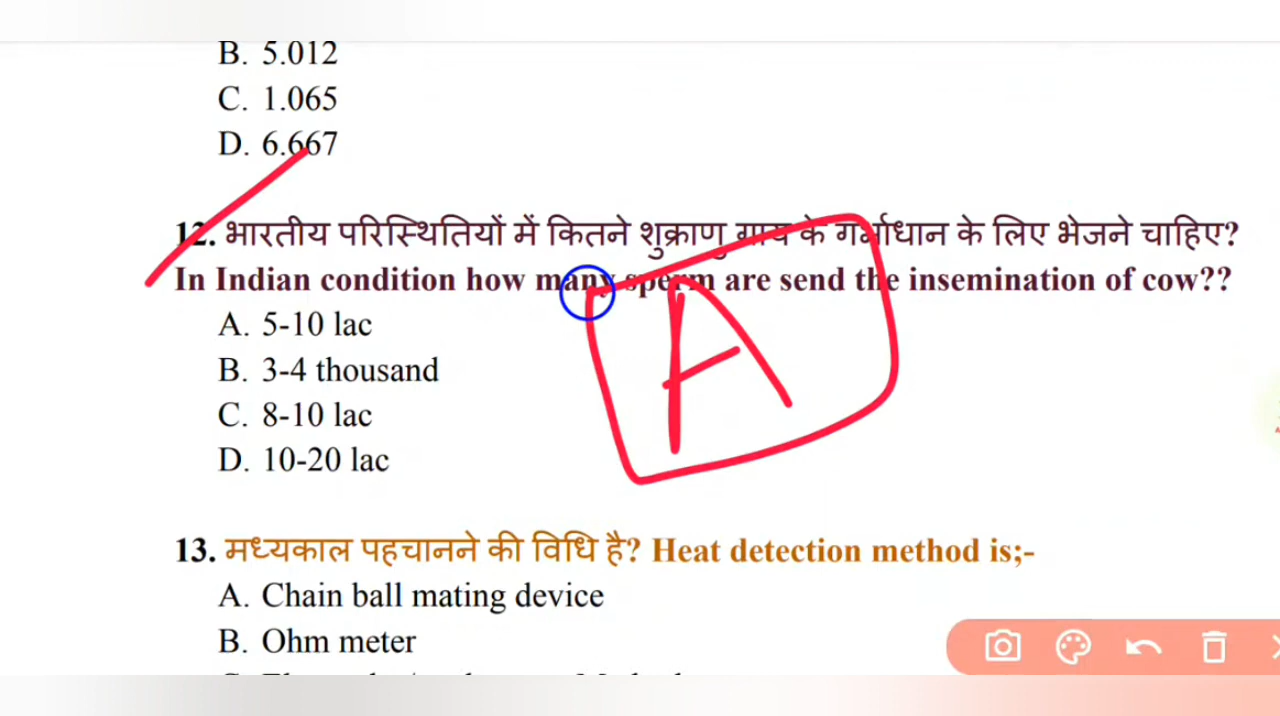 B. 5.012
C. 1.065
D. 6.667
12. भारतीय परिस्थितियों में कितने शुक्राणु गाय के गर्भाधान के लिए भेजने चाहिए?
In Indian condition how many sperm are send the insemination of cow??
A. 5-10 lac
B. 3-4 thousand
C. 8-10 lac
D. 10-20 lac
A
13. मध्यकाल पहचानने की विधि है? Heat detection method is;-
A. Chain ball mating device
B. Ohm meter